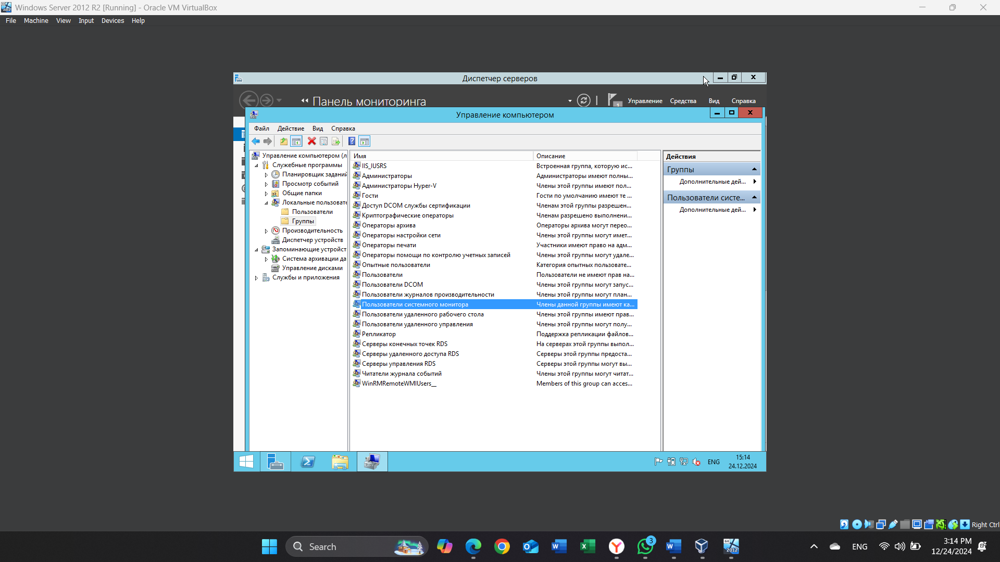 Windows Server 2012 R2 [Running] - Oracle VM VirtualBox
File Machine View Input Devices Help
Диспетчер серверов
Панель мониторинга
1 Управление Средства Вид Справка
Управление компьютером
Файл Действие Вид Справка
Управление компьютером (л
Служебные программы
Планировщик заданий
Просмотр событий
Общие папки
Локальные пользовате
Пользователи
Группы
Производительность
Диспетчер устройств
Запоминающие устройст
Система архивации да
Управление дисками
Службы и приложения
Имя Описание
IIS_IUSRS Встроенная группа, которую ис...
Администраторы Администраторы имеют полны...
Администраторы Hyper-V Члены этой группы имеют пол...
Гости Гости по умолчанию имеют те ...
Доступ DCOM службы сертификации Членам этой группы разрешен...
Криптографические операторы Членам разрешено выполнени...
Операторы архива Операторы архива могут перео...
Операторы настройки сети Члены этой группы могут имет...
Операторы печати Участники имеют право на адм...
Операторы помощи по контролю учетных записей Члены этой группы могут удале...
Опытные пользователи Категория опытных пользовате...
Пользователи Пользователи не имеют прав на...
Пользователи DCOM Члены этой группы могут запус...
Пользователи журналов производительности Члены этой группы могут план...
Пользователи системного монитора Члены данной группы имеют ка...
Пользователи удаленного рабочего стола Члены этой группы имеют прав...
Пользователи удаленного управления Члены этой группы могут полу...
Репликатор Поддержка репликации файлов...
Серверы конечных точек RDS На серверах этой группы выпол...
Серверы удаленного доступа RDS Серверы этой группы предоста...
Серверы управления RDS Серверы этой группы могут вы...
Читатели журнала событий Члены этой группы могут читат...
WinRMRemoteWMIUsers__ Members of this group can acces...
Действия
Группы
Дополнительные дей...
Пользователи систе...
Дополнительные дей...
ENG 15:14
24.12.2024
Right Ctrl
Search
3
64
2012
ENG
3:14 PM
12/24/2024